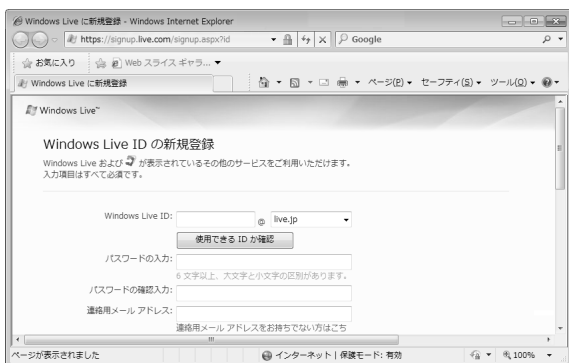 Windows Live に新規登録 - Windows Internet Explorer
https://signup.live.com/signup.aspx?id
Google
お気に入り Web スライス ギャラ...
Windows Live に新規登録 ページ(P) セーフティ(S) ツール(O)
Windows Live™
Windows Live ID の新規登録
Windows Live および が表示されているその他のサービスをご利用いただけます。
入力項目はすべて必須です。
Windows Live ID: @ live.jp
使用できる ID か確認
パスワードの入力:
6 文字以上、大文字と小文字の区別があります。
パスワードの確認入力:
連絡用メール アドレス:
連絡用メール アドレスをお持ちでない方はこち
ページが表示されました インターネット | 保護モード: 有効 100%